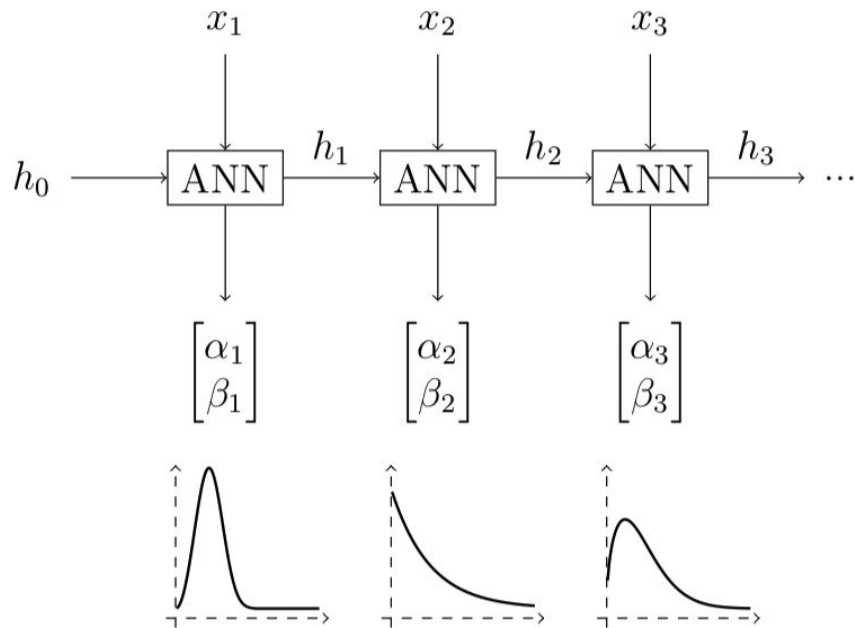 x₁ x₂ x₃
h₀ ANN h₁ ANN h₂ ANN h₃ ...
α₁ α₂ α₃
β₁ β₂ β₃